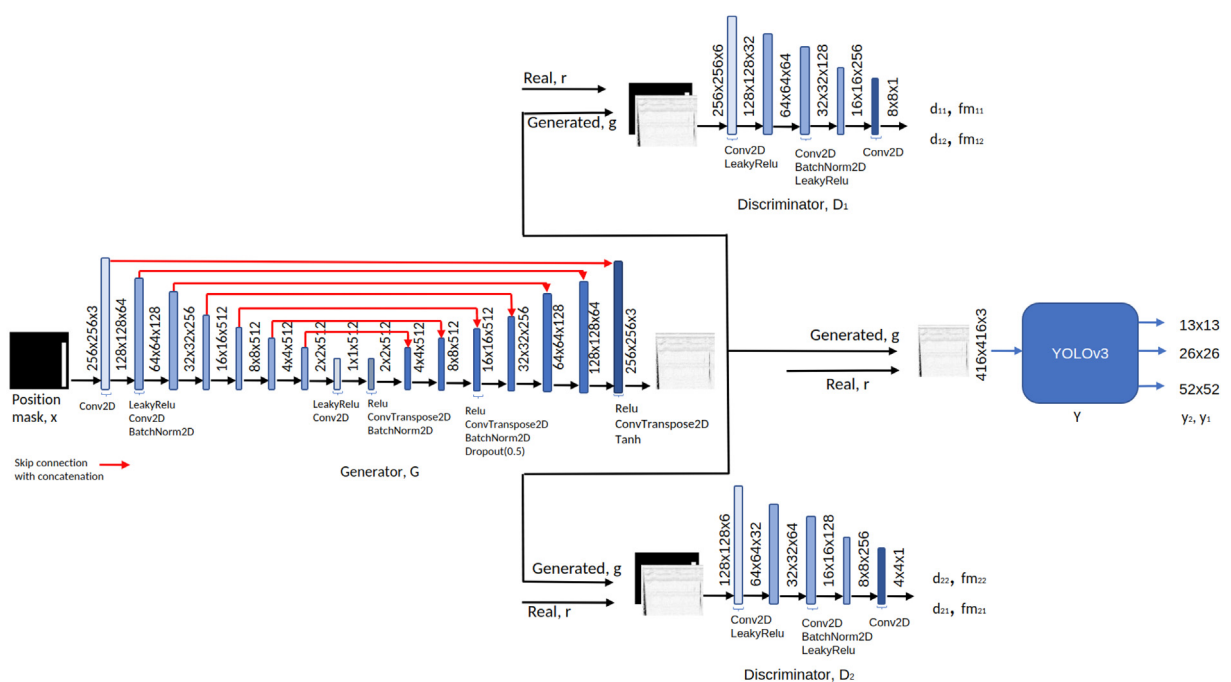 Real, r
Generated, g
256x256x6
128x128x32
64x64x64
32x32x128
16x16x256
8x8x1
Conv2D
LeakyRelu
Conv2D
BatchNorm2D
LeakyRelu
Conv2D
d₁₁, fm₁₁
d₁₂, fm₁₂
Discriminator, D₁
Position
mask, x
256x256x3
128x128x64
64x64x128
32x32x256
16x16x512
8x8x512
4x4x512
2x2x512
1x1x512
2x2x512
4x4x512
8x8x512
16x16x512
32x32x256
64x64x128
128x128x64
256x256x3
Conv2D
LeakyRelu
Conv2D
BatchNorm2D
LeakyRelu
Conv2D
Relu
ConvTranspose2D
BatchNorm2D
Relu
ConvTranspose2D
BatchNorm2D
Dropout(0.5)
Relu
ConvTranspose2D
Tanh
Skip connection
with concatenation
Generator, G
Generated, g
Real, r
416x416x3
YOLOv3
Y
13x13
26x26
52x52
y₂, y₁
Generated, g
Real, r
128x128x6
64x64x32
32x32x64
16x16x128
8x8x256
4x4x1
Conv2D
LeakyRelu
Conv2D
BatchNorm2D
LeakyRelu
Conv2D
d₂₂, fm₂₂
d₂₁, fm₂₁
Discriminator, D₂